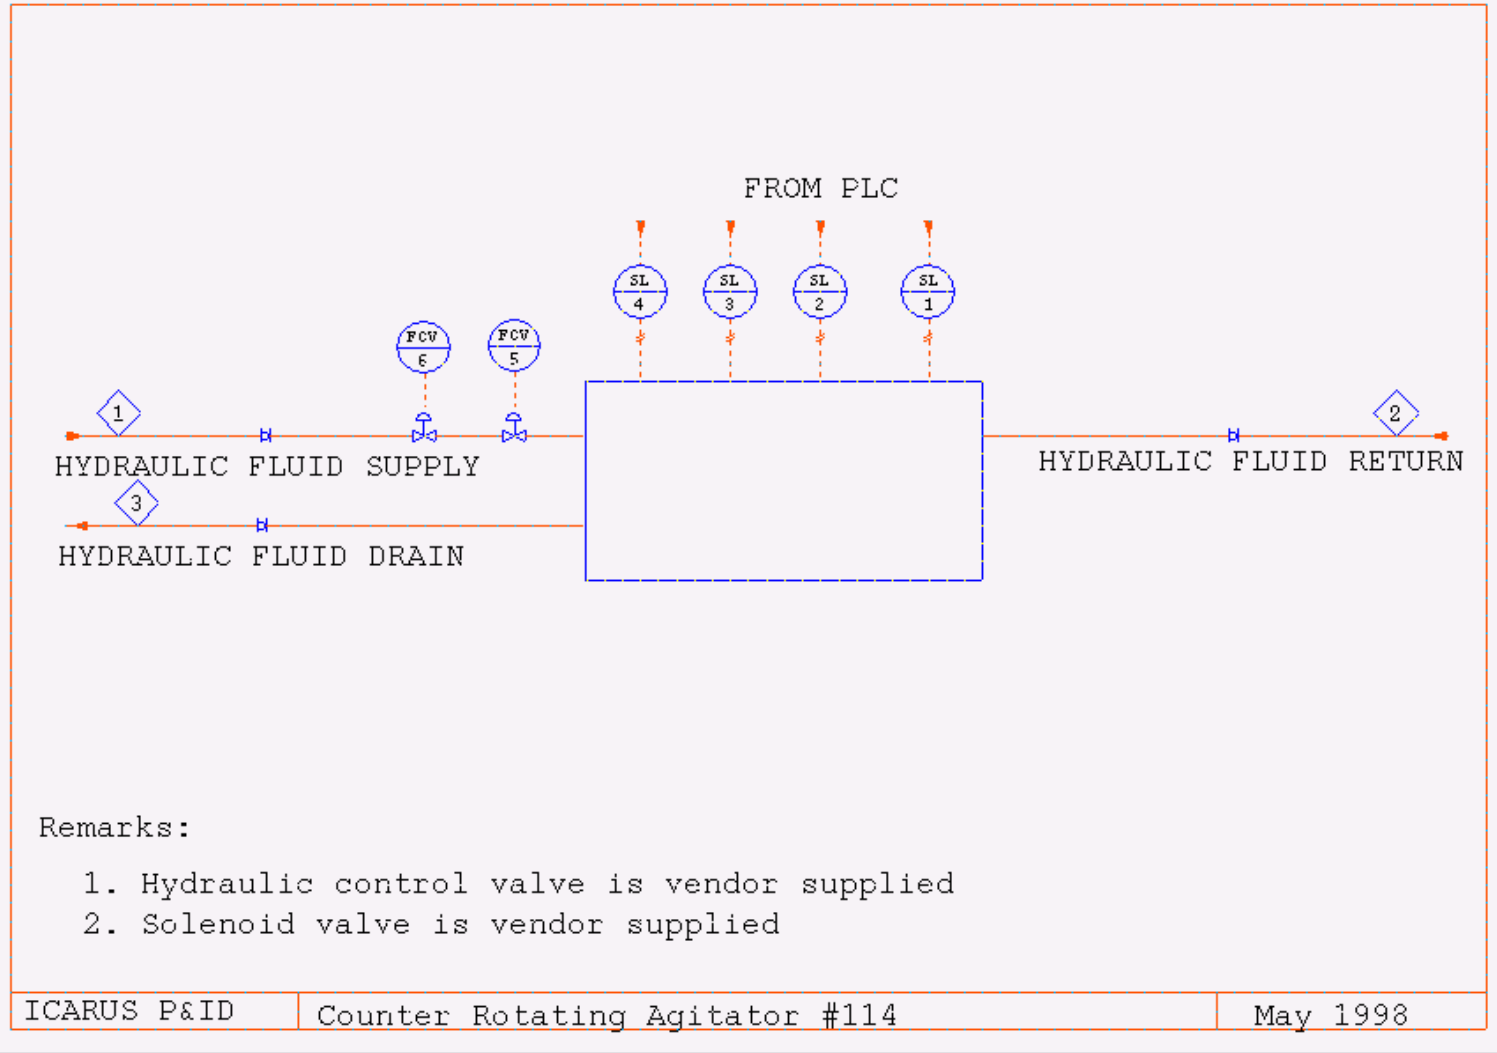 FROM PLC
SL SL SL SL
4 3 2 1
FCV FCV
6 5
1
2
HYDRAULIC FLUID SUPPLY
HYDRAULIC FLUID RETURN
3
HYDRAULIC FLUID DRAIN
Remarks:
1. Hydraulic control valve is vendor supplied
2. Solenoid valve is vendor supplied
ICARUS P&ID
Counter Rotating Agitator #114
May 1998